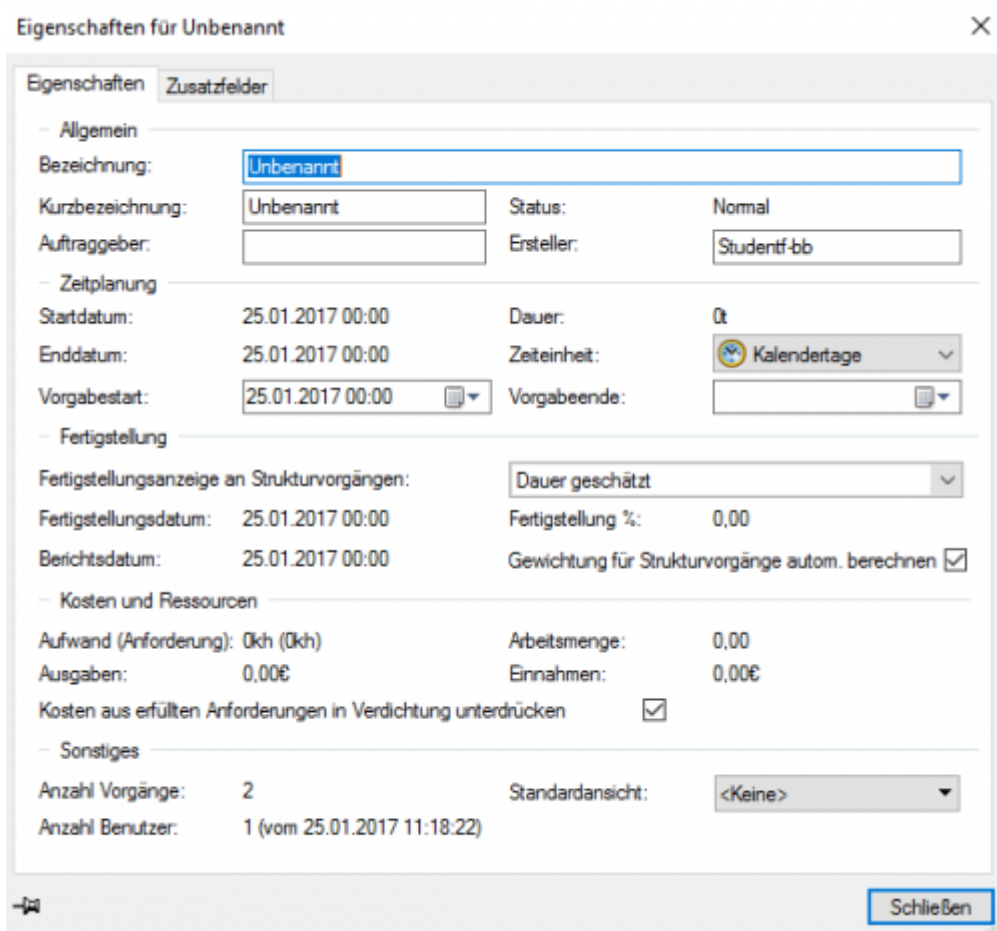 Eigenschaften für Unbenannt
Eigenschaften Zusatzfelder
Allgemein
Bezeichnung: Unbenannt
Kurzbezeichnung: Unbenannt Status: Normal
Auftraggeber: Ersteller: Studentf-bb
Zeitplanung
Startdatum: 25.01.2017 00:00 Dauer: 0t
Enddatum: 25.01.2017 00:00 Zeiteinheit: Kalendertage
Vorgabestart: 25.01.2017 00:00 Vorgabeende:
Fertigstellung
Fertigstellungsanzeige an Strukturvorgängen: Dauer geschätzt
Fertigstellungsdatum: 25.01.2017 00:00 Fertigstellung %: 0,00
Berichtsdatum: 25.01.2017 00:00 Gewichtung für Strukturvorgänge autom. berechnen
Kosten und Ressourcen
Aufwand (Anforderung): 0kh (0kh) Arbeitsmenge: 0,00
Ausgaben: 0,00€ Einnahmen: 0,00€
Kosten aus erfüllten Anforderungen in Verdichtung unterdrücken
Sonstiges
Anzahl Vorgänge: 2 Standardansicht: <Keine>
Anzahl Benutzer: 1 (vom 25.01.2017 11:18:22)
Schließen